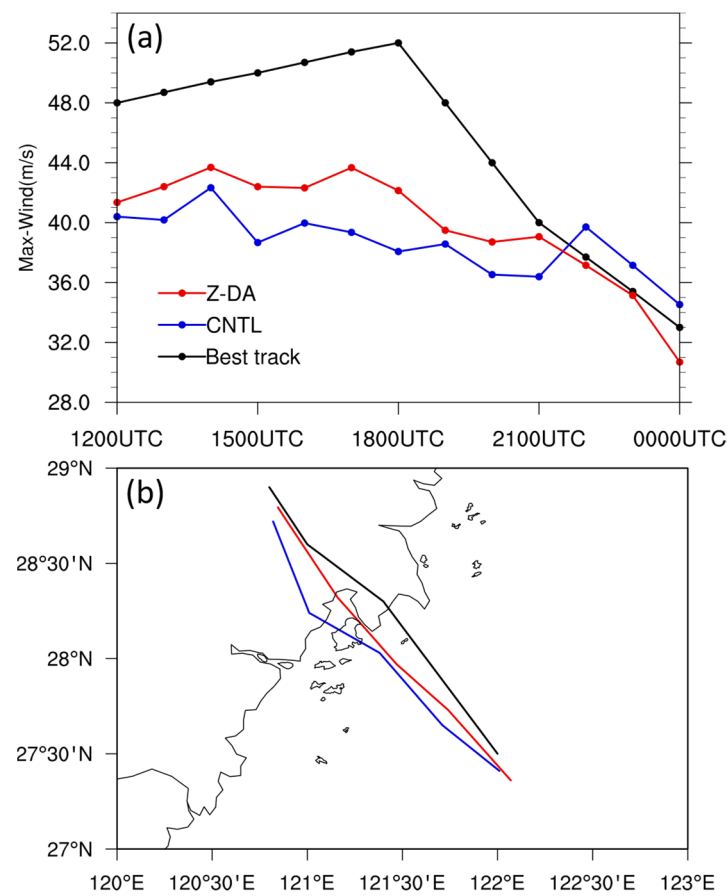 (a)
52.0
48.0
44.0
40.0
36.0
32.0
28.0
Max-Wind(m/s)
Z-DA
CNTL
Best track
1200UTC 1500UTC 1800UTC 2100UTC 0000UTC
(b)
29°N
28°30'N
28°N
27°30'N
27°N
120°E 120°30'E 121°E 121°30'E 122°E 122°30'E 123°E